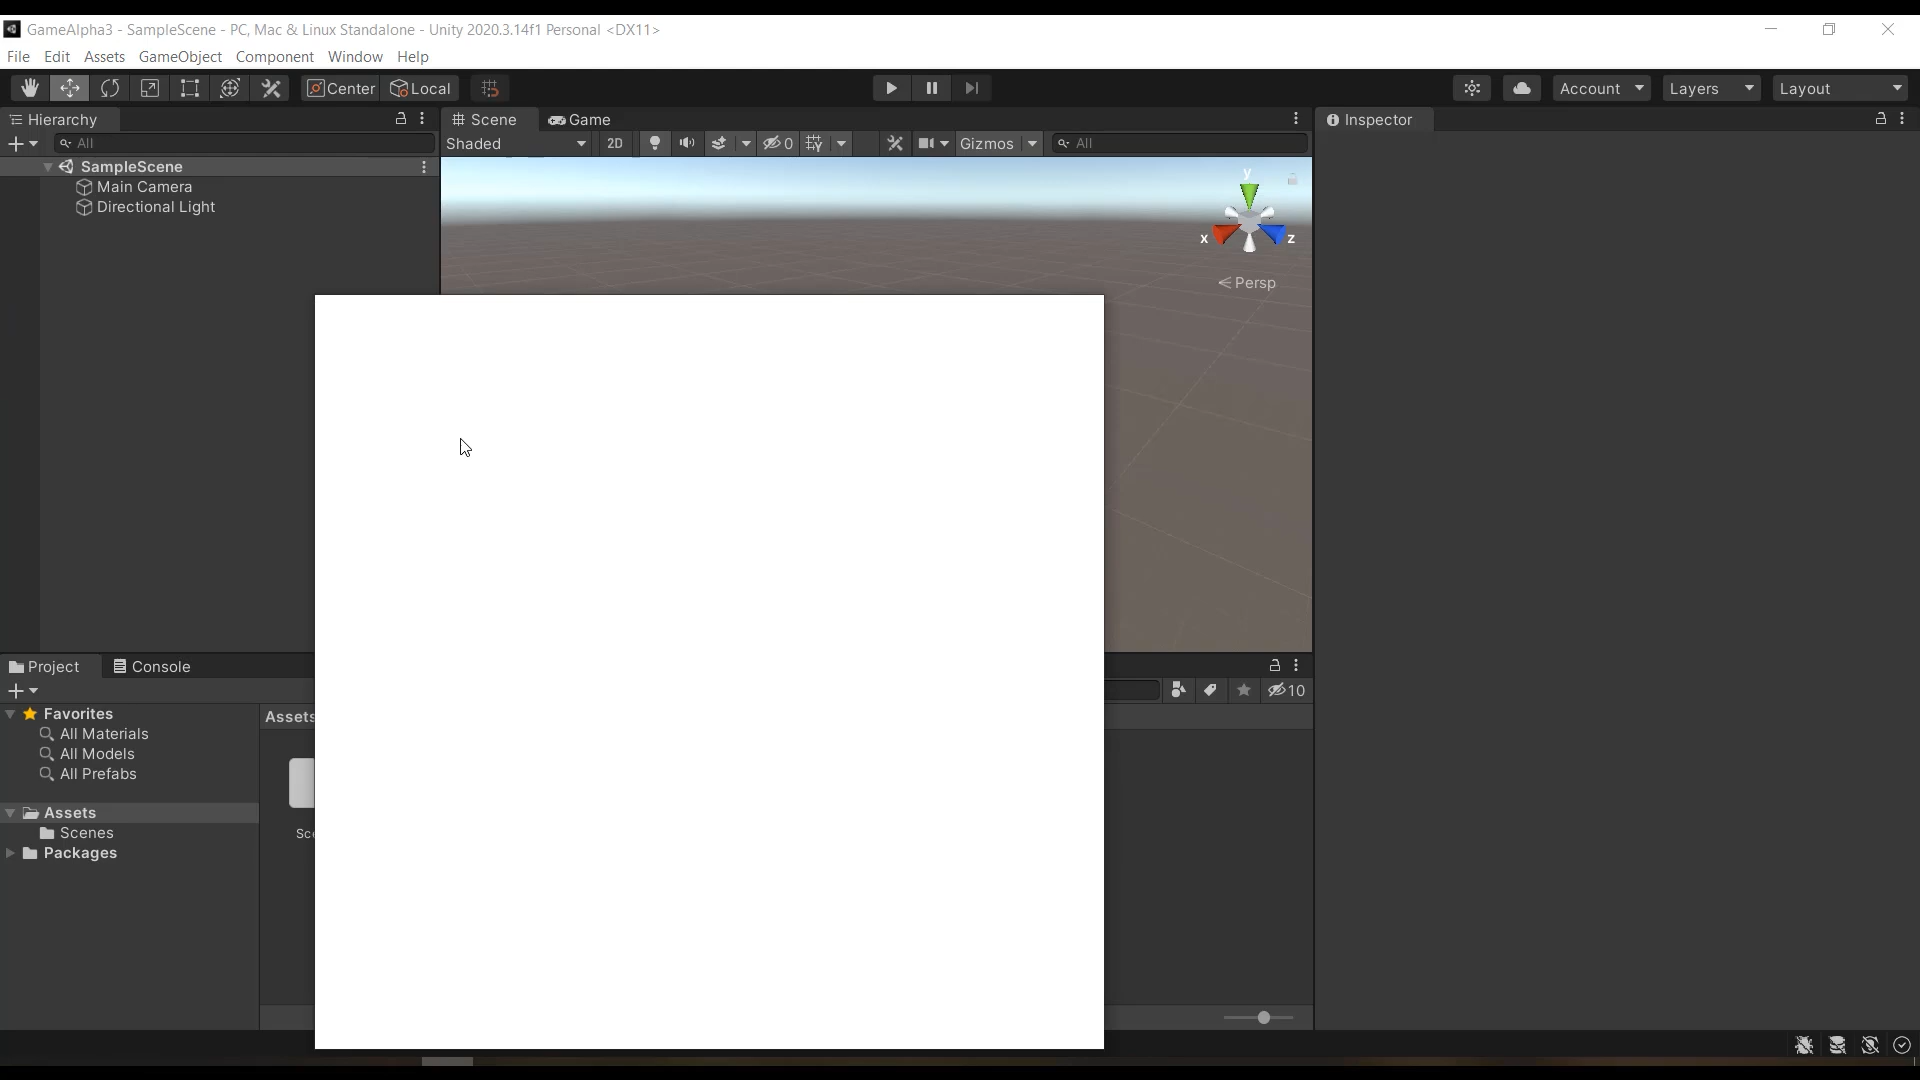 GameAlpha3 - SampleScene - PC, Mac & Linux Standalone - Unity 2020.3.14f1 Personal <DX11>
File Edit Assets GameObject Component Window Help
Center Local Account Layers Layout
Hierarchy Scene Game Inspector
All Shaded 2D 0 Gizmos All
SampleScene
Main Camera
Directional Light
y
x z
Persp
Project Console
10
Favorites Assets
All Materials
All Models
All Prefabs
Assets
Scenes Sce
Packages